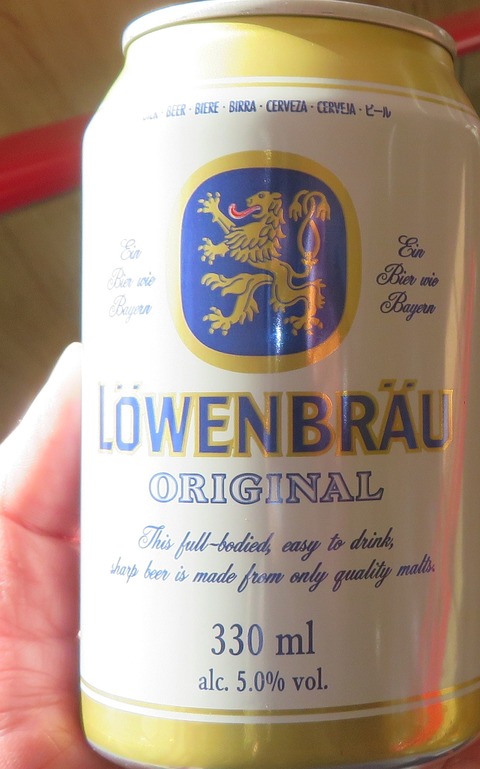 BEER · BIERE · BIRRA · CERVEZA · CERVEJA · ビール
Ein
Bier wie
Bayern
Ein
Bier wie
Bayern
LÖWENBRÄU
ORIGINAL
This full-bodied, easy to drink,
sharp beer is made from only quality malts.
330 ml
alc. 5.0% vol.